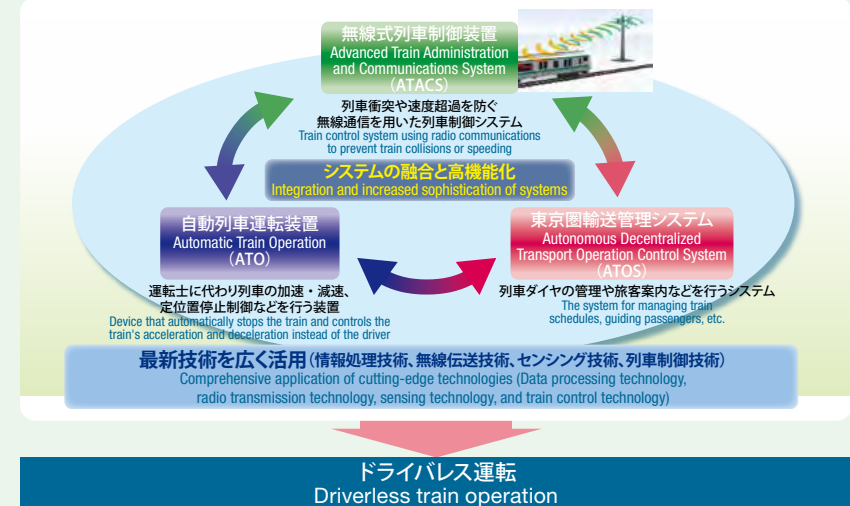 無線式列車制御装置
Advanced Train Administration
and Communications System
（ATACS）
列車衝突や速度超過を防ぐ
無線通信を用いた列車制御システム
Train control system using radio communications
to prevent train collisions or speeding
システムの融合と高機能化
Integration and increased sophistication of systems
自動列車運転装置
Automatic Train Operation
（ATO）
運転士に代わり列車の加速・減速、
定位置停止制御などを行う装置
Device that automatically stops the train and controls the
train's acceleration and deceleration instead of the driver
東京圏輸送管理システム
Autonomous Decentralized
Transport Operation Control System
（ATOS）
列車ダイヤの管理や旅客案内などを行うシステム
The system for managing train
schedules, guiding passengers, etc.
最新技術を広く活用（情報処理技術、無線伝送技術、センシング技術、列車制御技術）
Comprehensive application of cutting-edge technologies (Data processing technology,
radio transmission technology, sensing technology, and train control technology)
ドライバレス運転
Driverless train operation